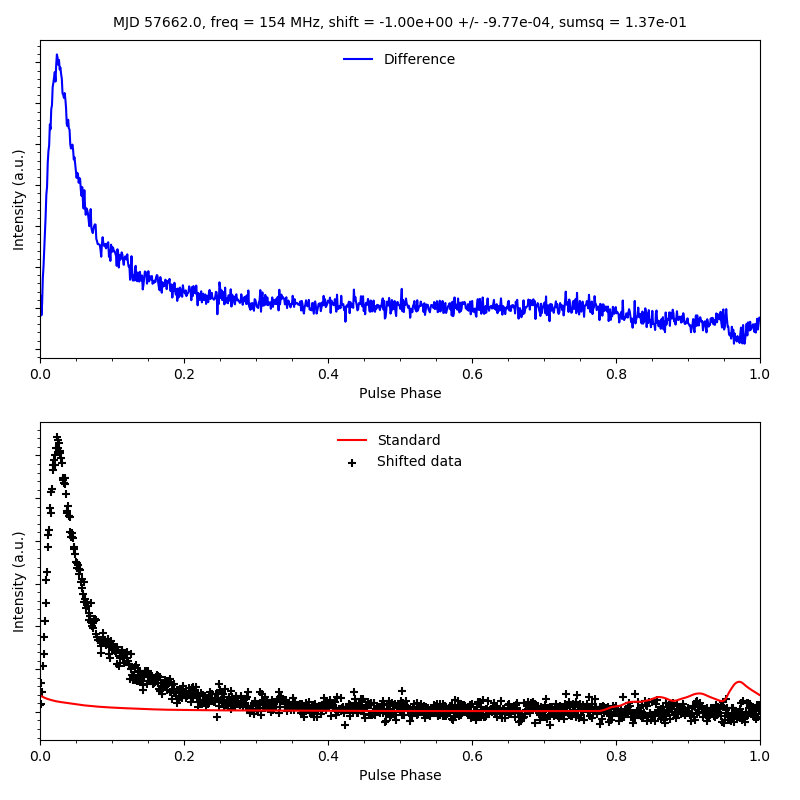 MJD 57662.0, freq = 154 MHz, shift = -1.00e+00 +/- -9.77e-04, sumsq = 1.37e-01
Difference
Intensity (a.u.)
0.0 0.2 0.4 0.6 0.8 1.0
Pulse Phase
Standard
Shifted data
Intensity (a.u.)
0.0 0.2 0.4 0.6 0.8 1.0
Pulse Phase